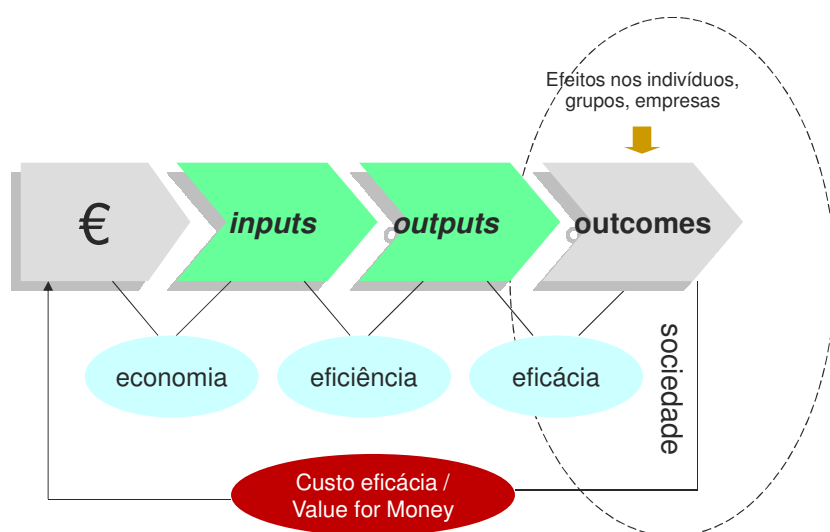 Efeitos nos indivíduos,
grupos, empresas
€
inputs
outputs
outcomes
economia
eficiência
eficácia
sociedade
Custo eficácia /
Value for Money